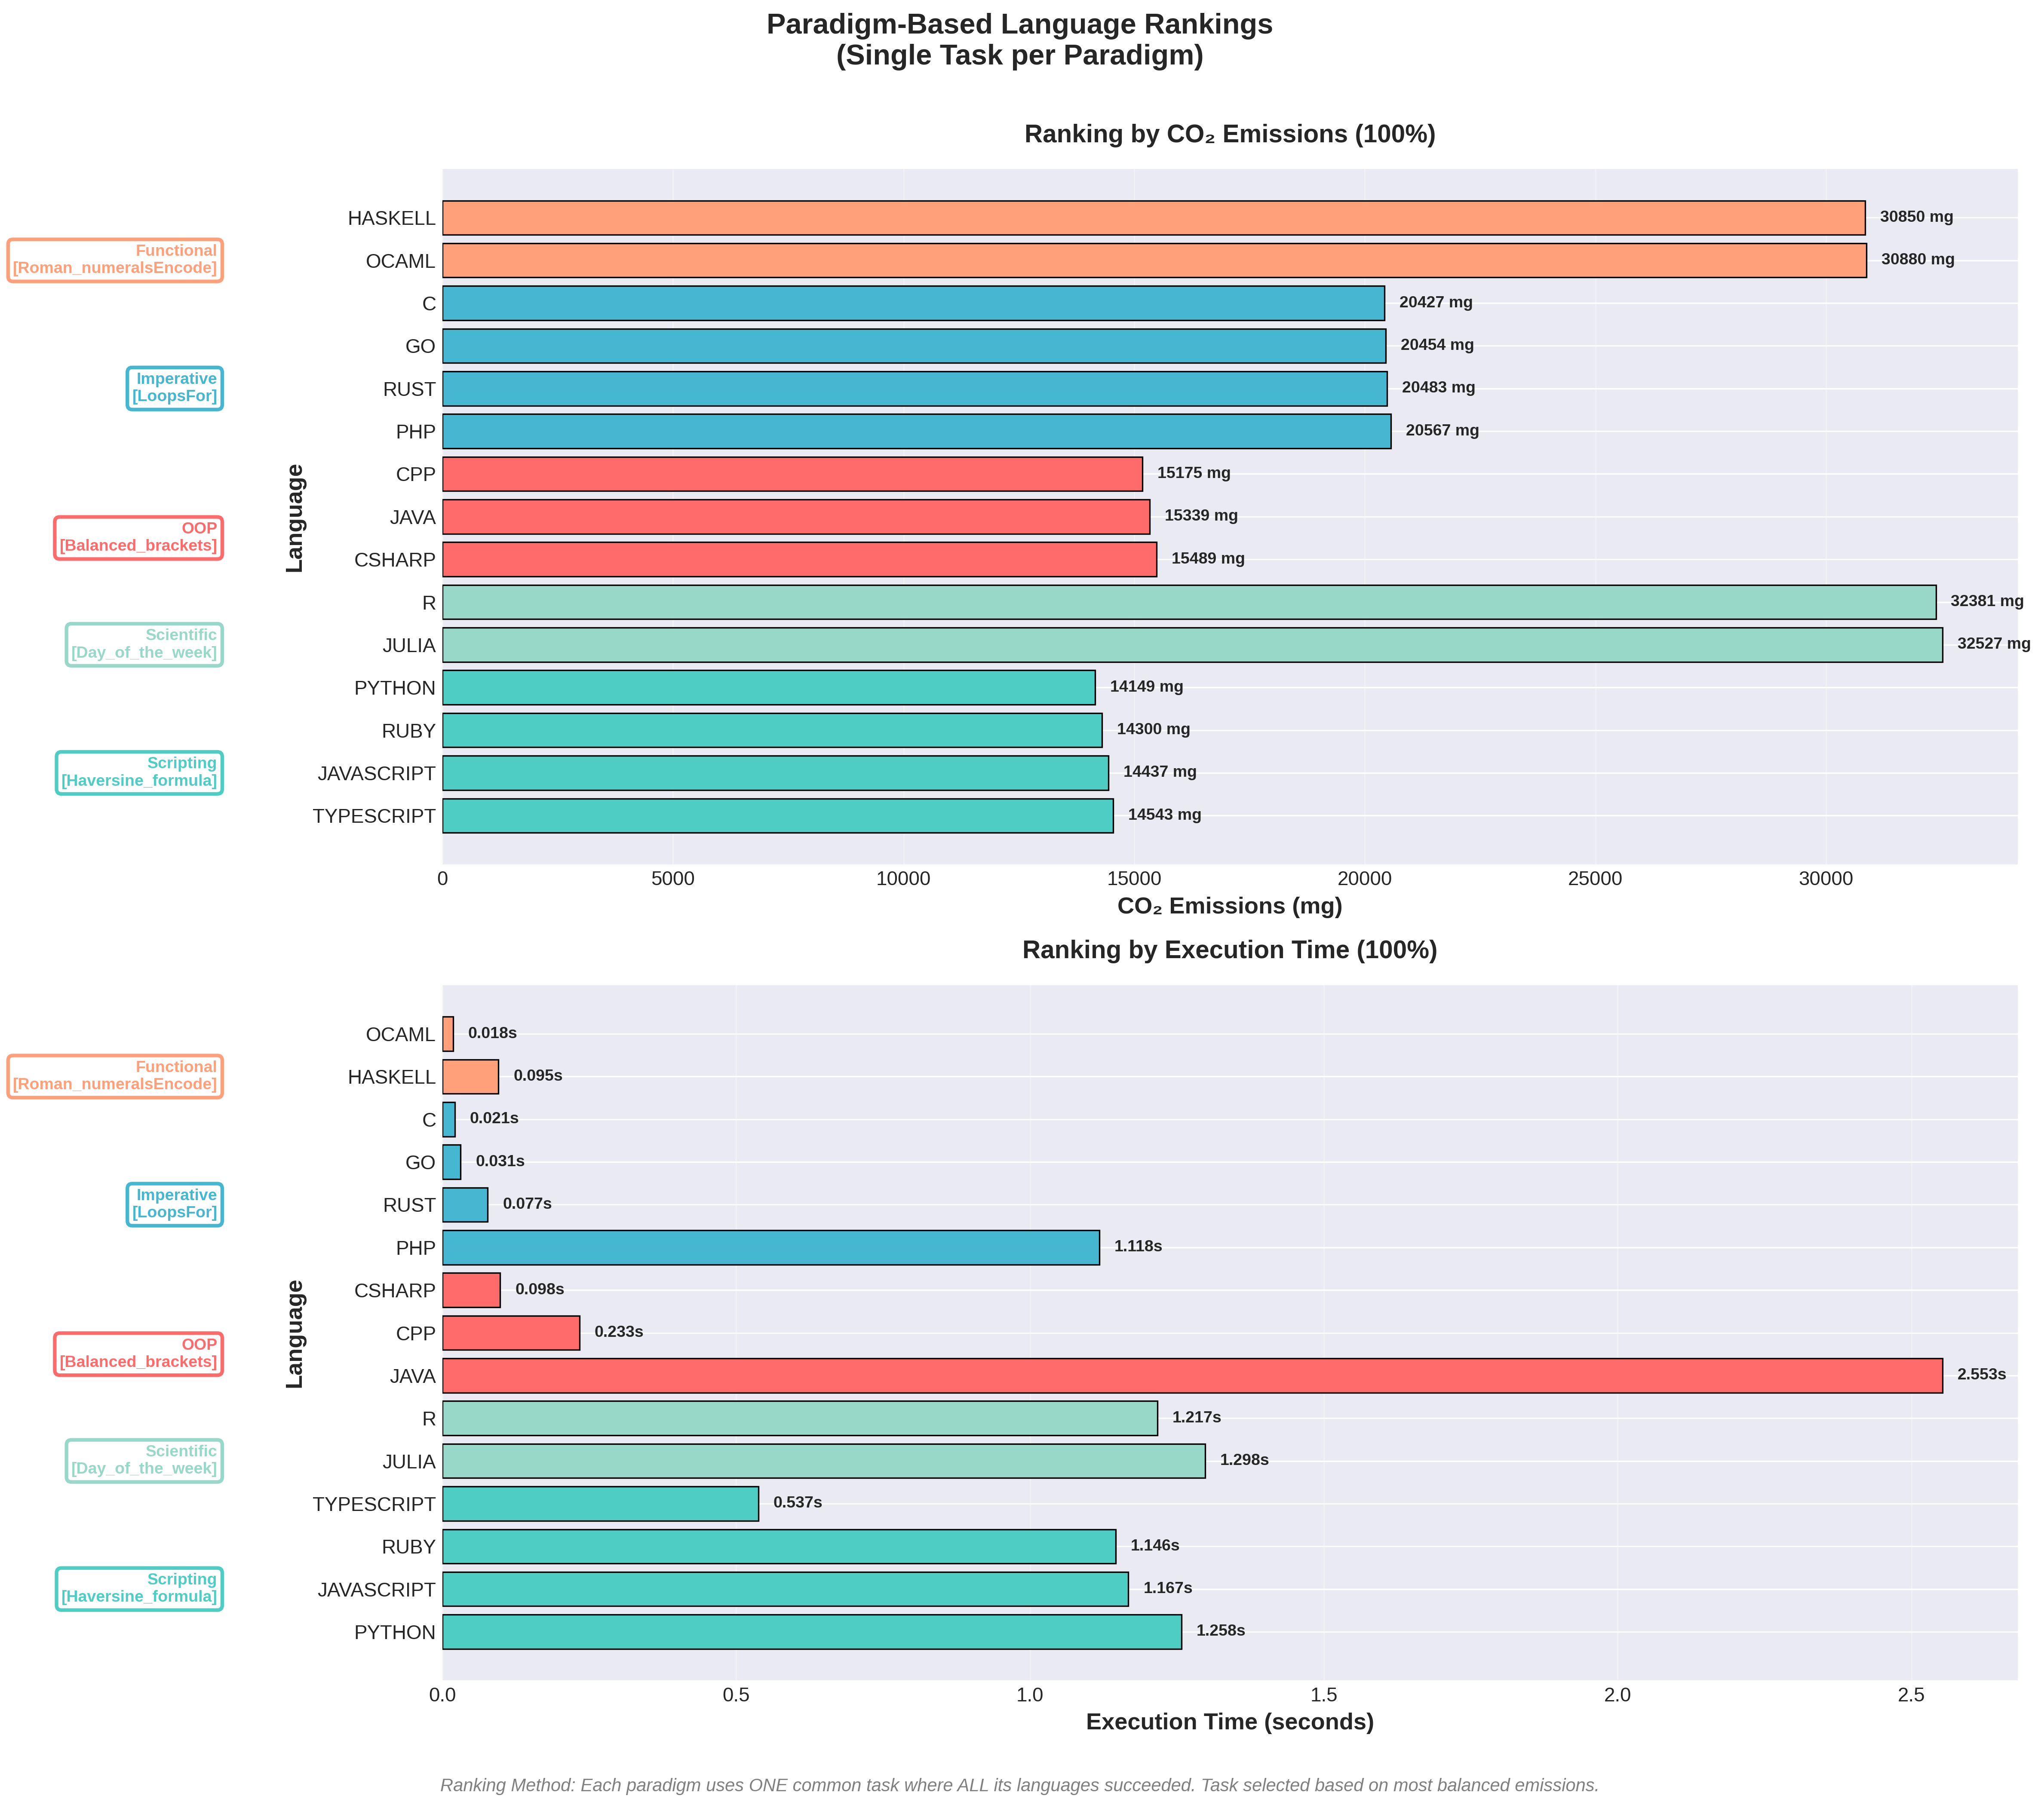 Paradigm-Based Language Rankings
(Single Task per Paradigm)
Ranking by CO₂ Emissions (100%)
Functional
[Roman_numeralsEncode]
Imperative
[LoopsFor]
OOP
[Balanced_brackets]
Scientific
[Day_of_the_week]
Scripting
[Haversine_formula]
Language
HASKELL 30850 mg
OCAML 30880 mg
C 20427 mg
GO 20454 mg
RUST 20483 mg
PHP 20567 mg
CPP 15175 mg
JAVA 15339 mg
CSHARP 15489 mg
R 32381 mg
JULIA 32527 mg
PYTHON 14149 mg
RUBY 14300 mg
JAVASCRIPT 14437 mg
TYPESCRIPT 14543 mg
0 5000 10000 15000 20000 25000 30000
CO₂ Emissions (mg)
Ranking by Execution Time (100%)
Functional
[Roman_numeralsEncode]
Imperative
[LoopsFor]
OOP
[Balanced_brackets]
Scientific
[Day_of_the_week]
Scripting
[Haversine_formula]
Language
OCAML 0.018s
HASKELL 0.095s
C 0.021s
GO 0.031s
RUST 0.077s
PHP 1.118s
CSHARP 0.098s
CPP 0.233s
JAVA 2.553s
R 1.217s
JULIA 1.298s
TYPESCRIPT 0.537s
RUBY 1.146s
JAVASCRIPT 1.167s
PYTHON 1.258s
0.0 0.5 1.0 1.5 2.0 2.5
Execution Time (seconds)
Ranking Method: Each paradigm uses ONE common task where ALL its languages succeeded. Task selected based on most balanced emissions.